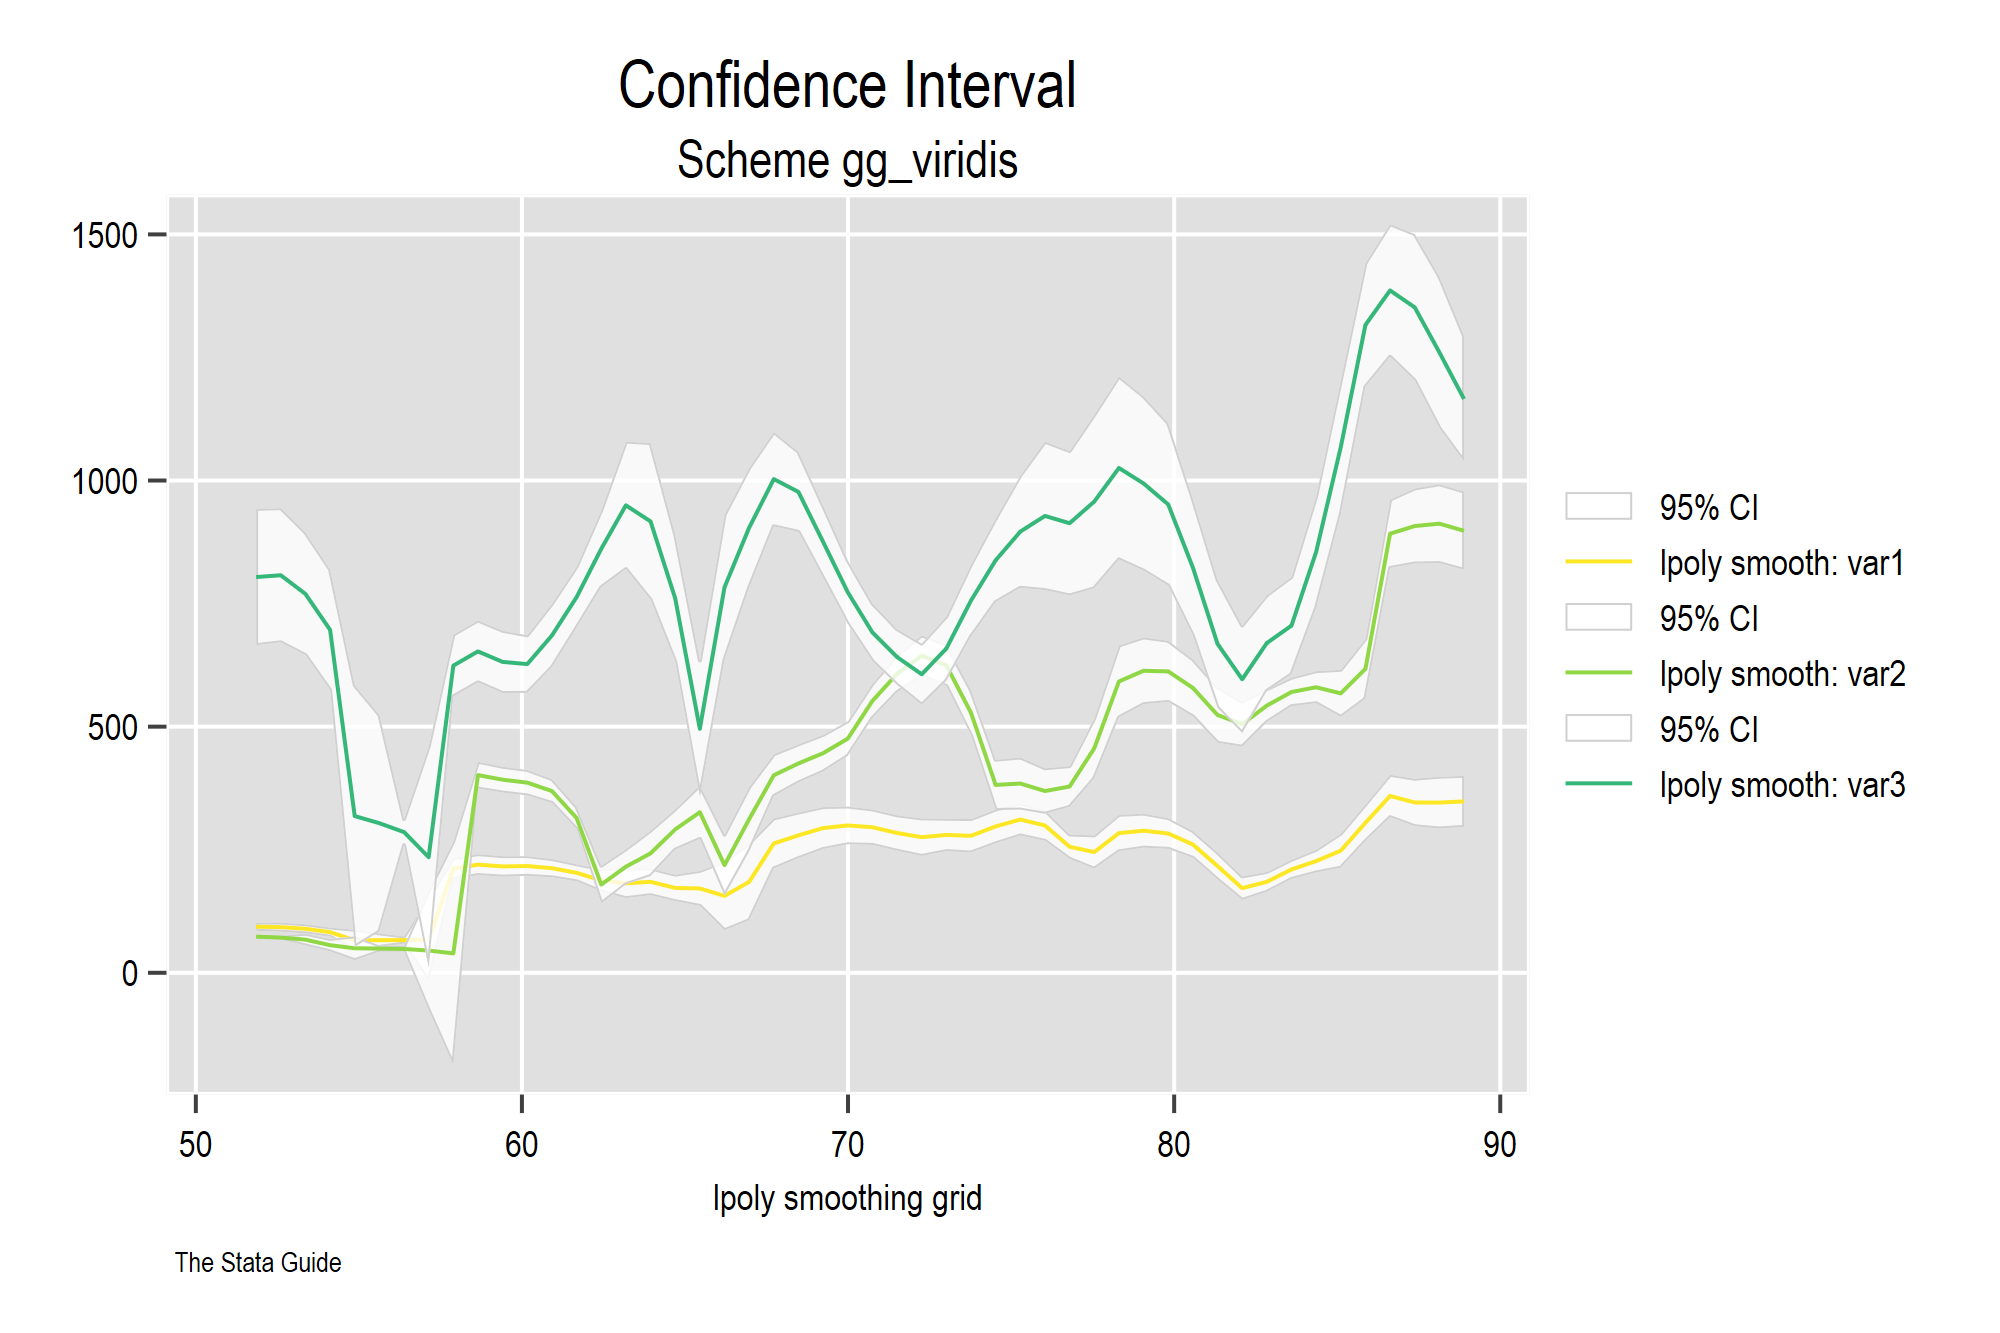 Confidence Interval
Scheme gg_viridis
1500
1000
500
0
50 60 70 80 90
lpoly smoothing grid
95% CI
lpoly smooth: var1
95% CI
lpoly smooth: var2
95% CI
lpoly smooth: var3
The Stata Guide